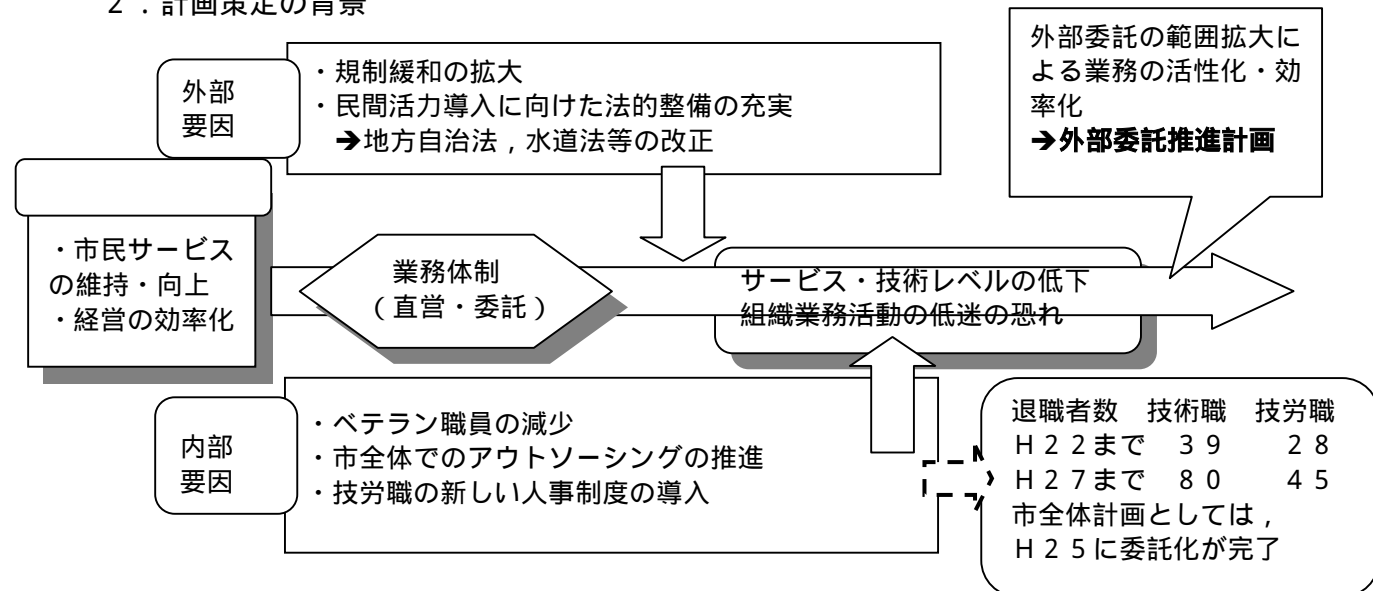 ２．計画策定の背景
外部
要因
・規制緩和の拡大
・民間活力導入に向けた法的整備の充実
➔地方自治法，水道法等の改正
外部委託の範囲拡大に
よる業務の活性化・効
率化
➔外部委託推進計画
・市民サービス
の維持・向上
・経営の効率化
業務体制
（直営・委託）
サービス・技術レベルの低下
組織業務活動の低迷の恐れ
内部
要因
・ベテラン職員の減少
・市全体でのアウトソーシングの推進
・技労職の新しい人事制度の導入
退職者数　技術職　技労職
Ｈ２２まで　３９　　２８
Ｈ２７まで　８０　　４５
市全体計画としては，
Ｈ２５に委託化が完了